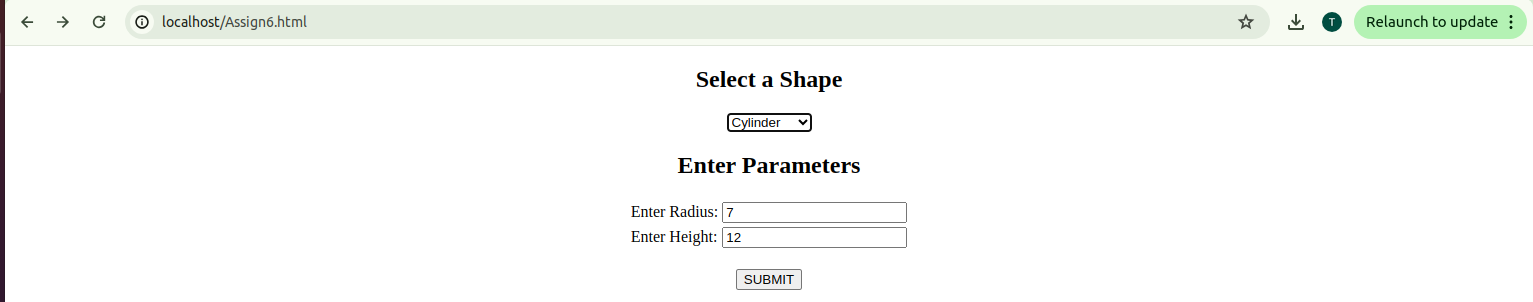 localhost/Assign6.html
T
Relaunch to update
Select a Shape
Cylinder
Enter Parameters
Enter Radius: 7
Enter Height: 12
SUBMIT